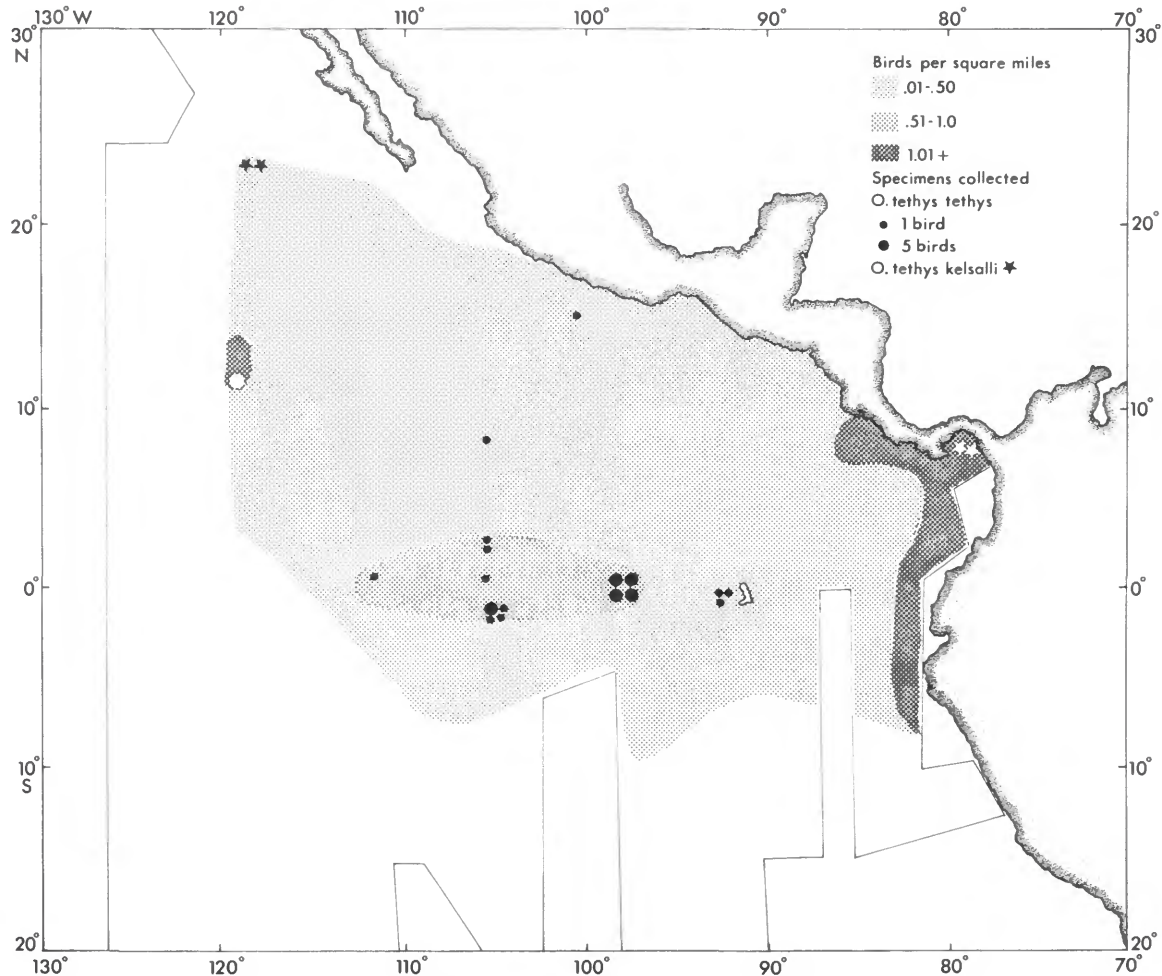 130° W 120° 110° 100° 90° 80° 70°
30° 30°
N
Birds per square miles
.01-.50
.51-1.0
1.01+
Specimens collected
O. tethys tethys
1 bird
5 birds
O. tethys kelsalli
20° 20°
10° 10°
0° 0°
10° 10°
S
20° 20°
130° 120° 110° 100° 90° 80° 70°